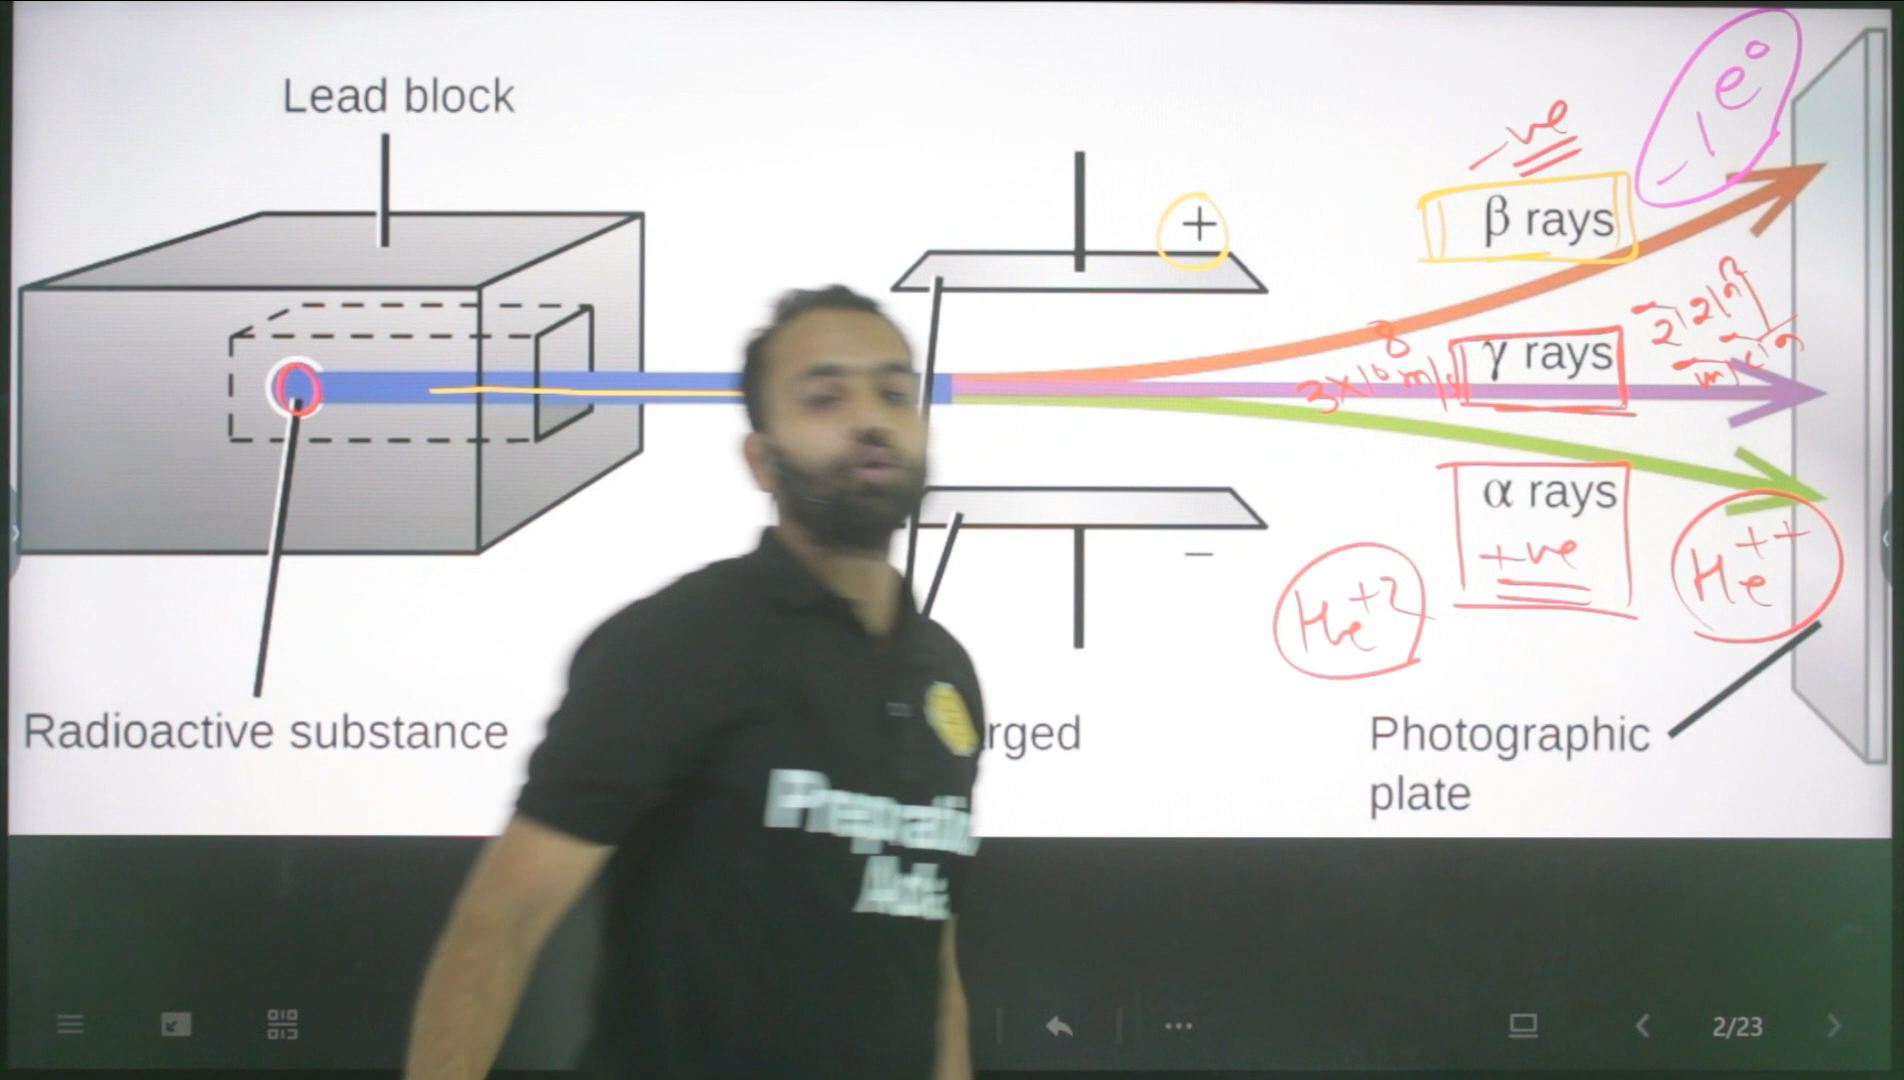 Lead block
-ve
-1e⁰
+
β rays
γ rays
3×10⁸ m/s
α rays
+ve
He⁺²
He⁺⁺
−
Radioactive substance
rged
Photographic
plate
2/23